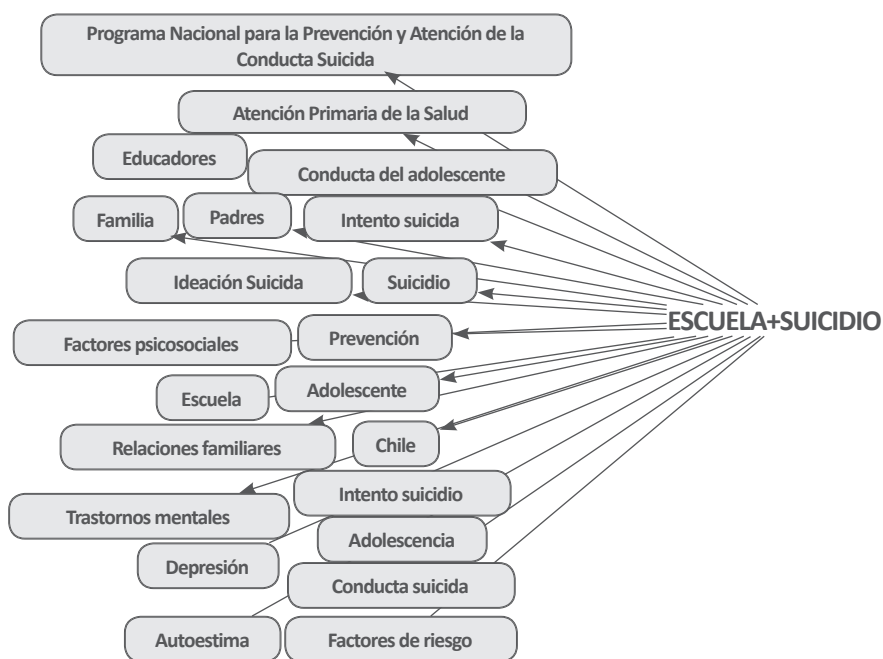 Programa Nacional para la Prevención y Atención de la
Conducta Suicida
Atención Primaria de la Salud
Educadores
Conducta del adolescente
Familia
Padres
Intento suicida
Ideación Suicida
Suicidio
ESCUELA+SUICIDIO
Factores psicosociales
Prevención
Escuela
Adolescente
Relaciones familiares
Chile
Intento suicidio
Trastornos mentales
Adolescencia
Depresión
Conducta suicida
Autoestima
Factores de riesgo